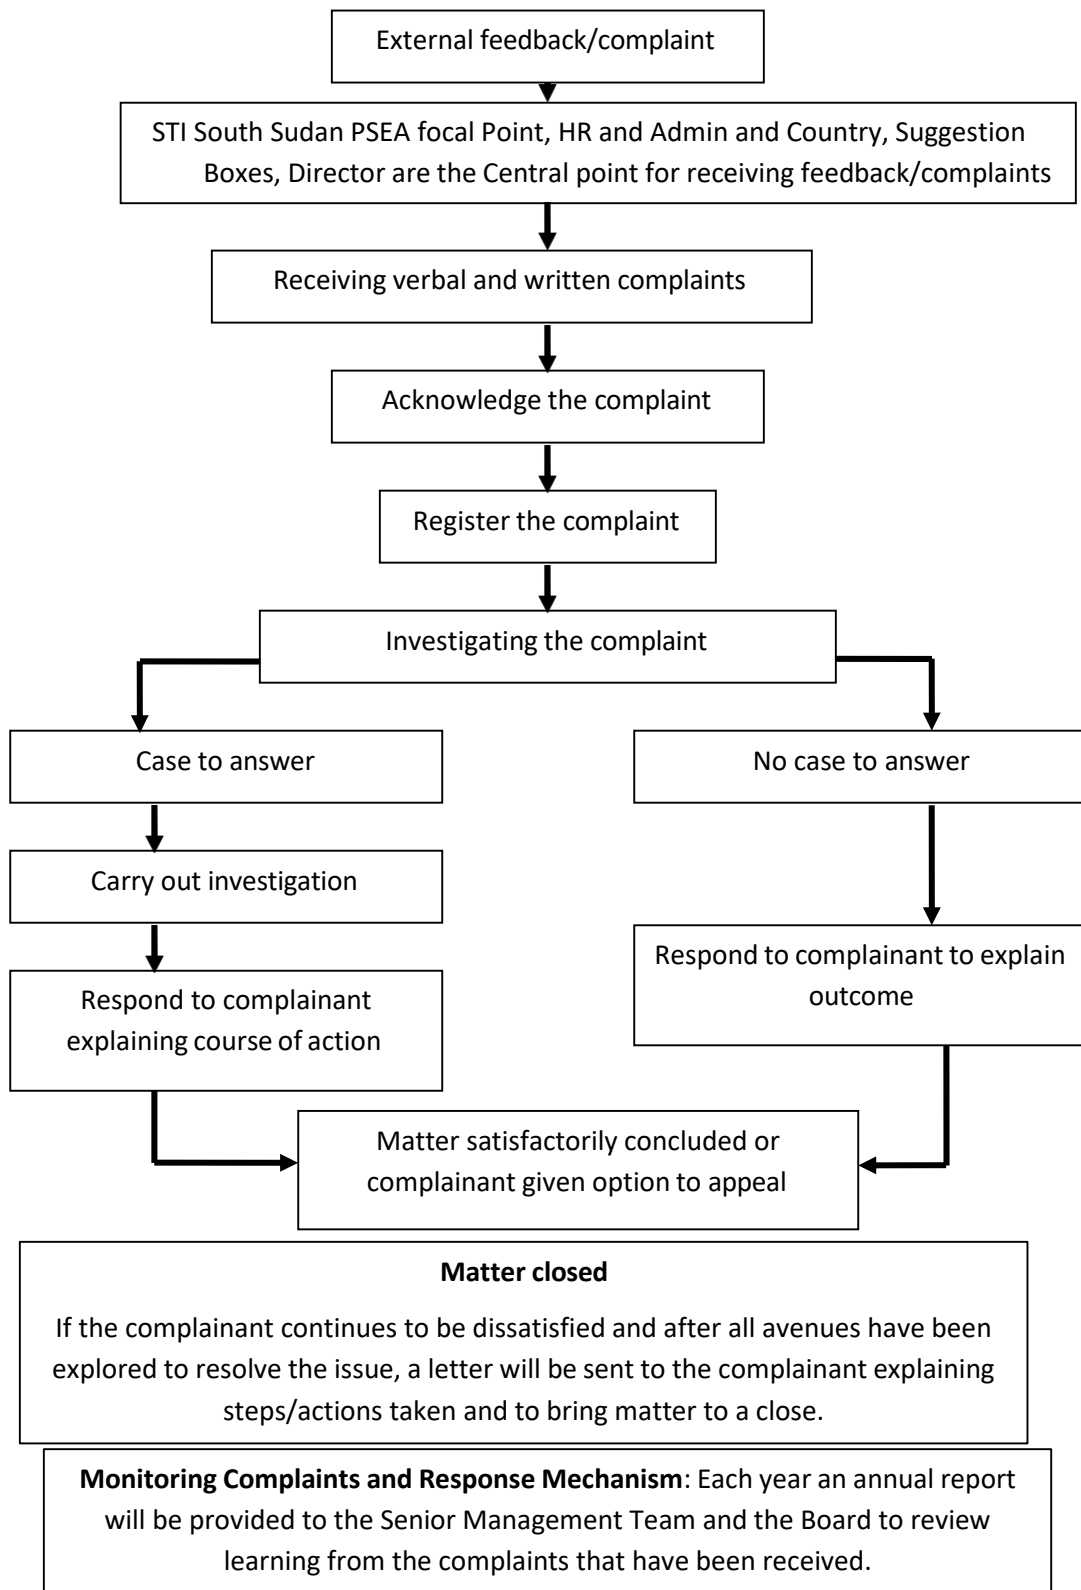 External feedback/complaint
STI South Sudan PSEA focal Point, HR and Admin and Country, Suggestion
Boxes, Director are the Central point for receiving feedback/complaints
Receiving verbal and written complaints
Acknowledge the complaint
Register the complaint
Investigating the complaint
Case to answer
No case to answer
Carry out investigation
Respond to complainant to explain
outcome
Respond to complainant
explaining course of action
Matter satisfactorily concluded or
complainant given option to appeal
Matter closed
If the complainant continues to be dissatisfied and after all avenues have been
explored to resolve the issue, a letter will be sent to the complainant explaining
steps/actions taken and to bring matter to a close.
Monitoring Complaints and Response Mechanism: Each year an annual report
will be provided to the Senior Management Team and the Board to review
learning from the complaints that have been received.